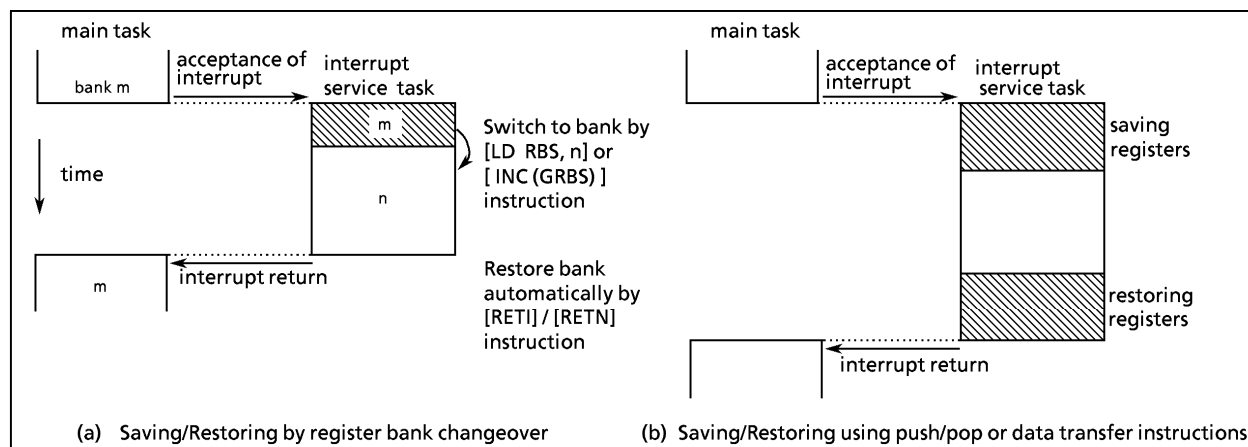 main task
acceptance of
interrupt
interrupt
service task
bank m
m
Switch to bank by
[LD RBS, n] or
[ INC (GRBS) ]
instruction
time
n
interrupt return
m
Restore bank
automatically by
[RETI] / [RETN]
instruction
(a) Saving/Restoring by register bank changeover
main task
acceptance of
interrupt
interrupt
service task
saving
registers
restoring
registers
interrupt return
(b) Saving/Restoring using push/pop or data transfer instructions